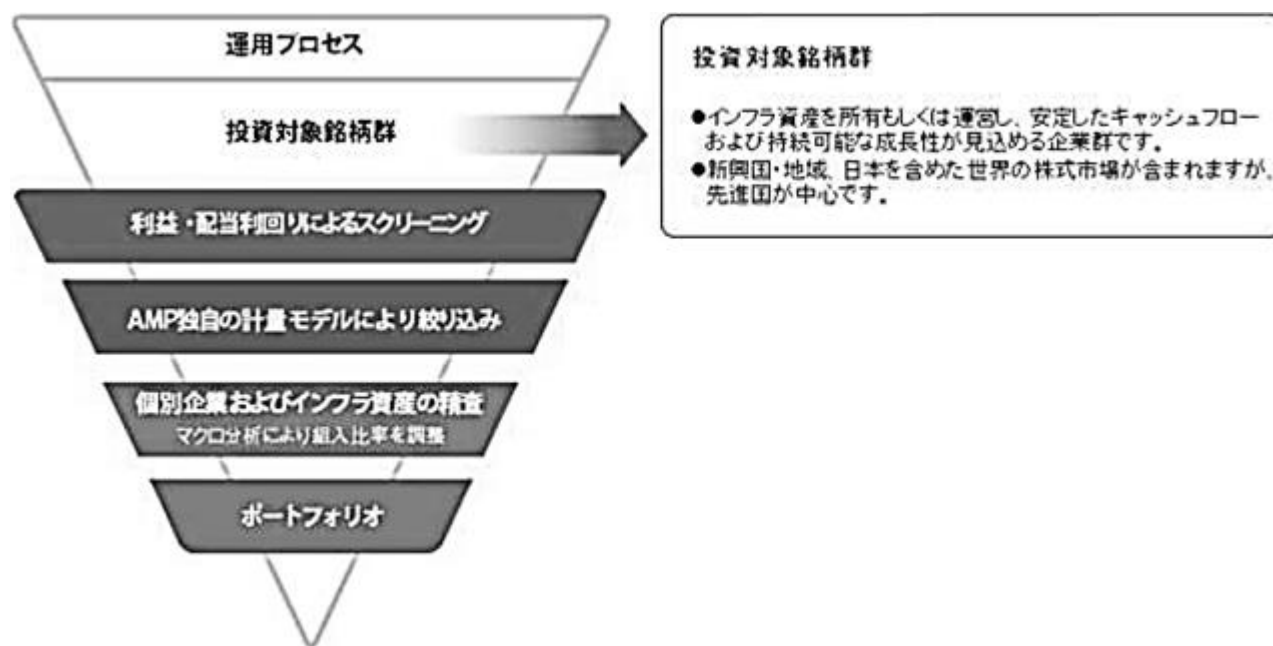 運用プロセス
投資対象銘柄群
利益・配当利回りによるスクリーニング
AMP独自の計量モデルにより絞り込み
個別企業およびインフラ資産の精査
マクロ分析により組入比率を調整
ポートフォリオ
投資対象銘柄群
●インフラ資産を所有もしくは運営し、安定したキャッシュフロー
および持続可能な成長性が見込める企業群です。
●新興国・地域、日本を含めた世界の株式市場が含まれますが、
先進国が中心です。